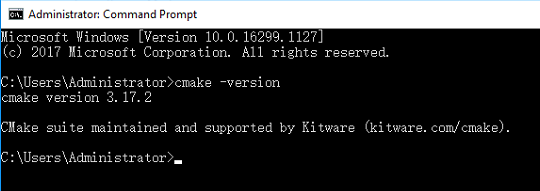 Administrator: Command Prompt
Microsoft Windows [Version 10.0.16299.1127]
(c) 2017 Microsoft Corporation. All rights reserved.
C:\Users\Administrator>cmake -version
cmake version 3.17.2
CMake suite maintained and supported by Kitware (kitware.com/cmake).
C:\Users\Administrator>